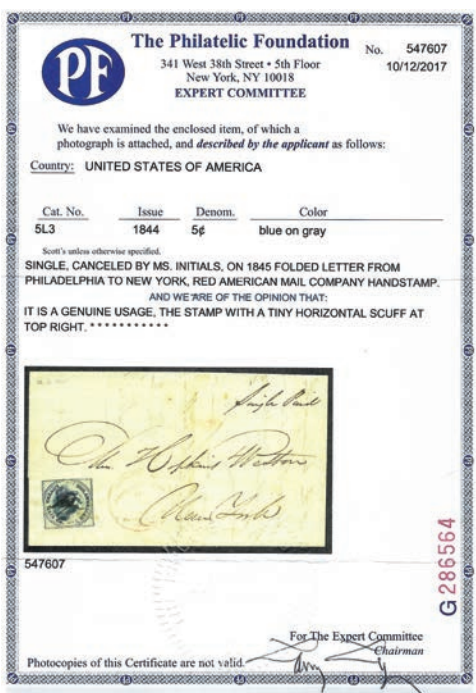 PF
The Philatelic Foundation
341 West 38th Street • 5th Floor
New York, NY 10018
EXPERT COMMITTEE
No. 547607
10/12/2017
We have examined the enclosed item, of which a
photograph is attached, and described by the applicant as follows:
Country: UNITED STATES OF AMERICA
Cat. No. Issue Denom. Color
5L3 1844 5¢ blue on gray
Scott's unless otherwise specified.
SINGLE, CANCELED BY MS. INITIALS, ON 1845 FOLDED LETTER FROM
PHILADELPHIA TO NEW YORK, RED AMERICAN MAIL COMPANY HANDSTAMP.
AND WE ARE OF THE OPINION THAT:
IT IS A GENUINE USAGE, THE STAMP WITH A TINY HORIZONTAL SCUFF AT
TOP RIGHT. * * * * * * * * * * *
Single Paid
New York
547607
G 286564
For The Expert Committee
Chairman
Photocopies of this Certificate are not valid.